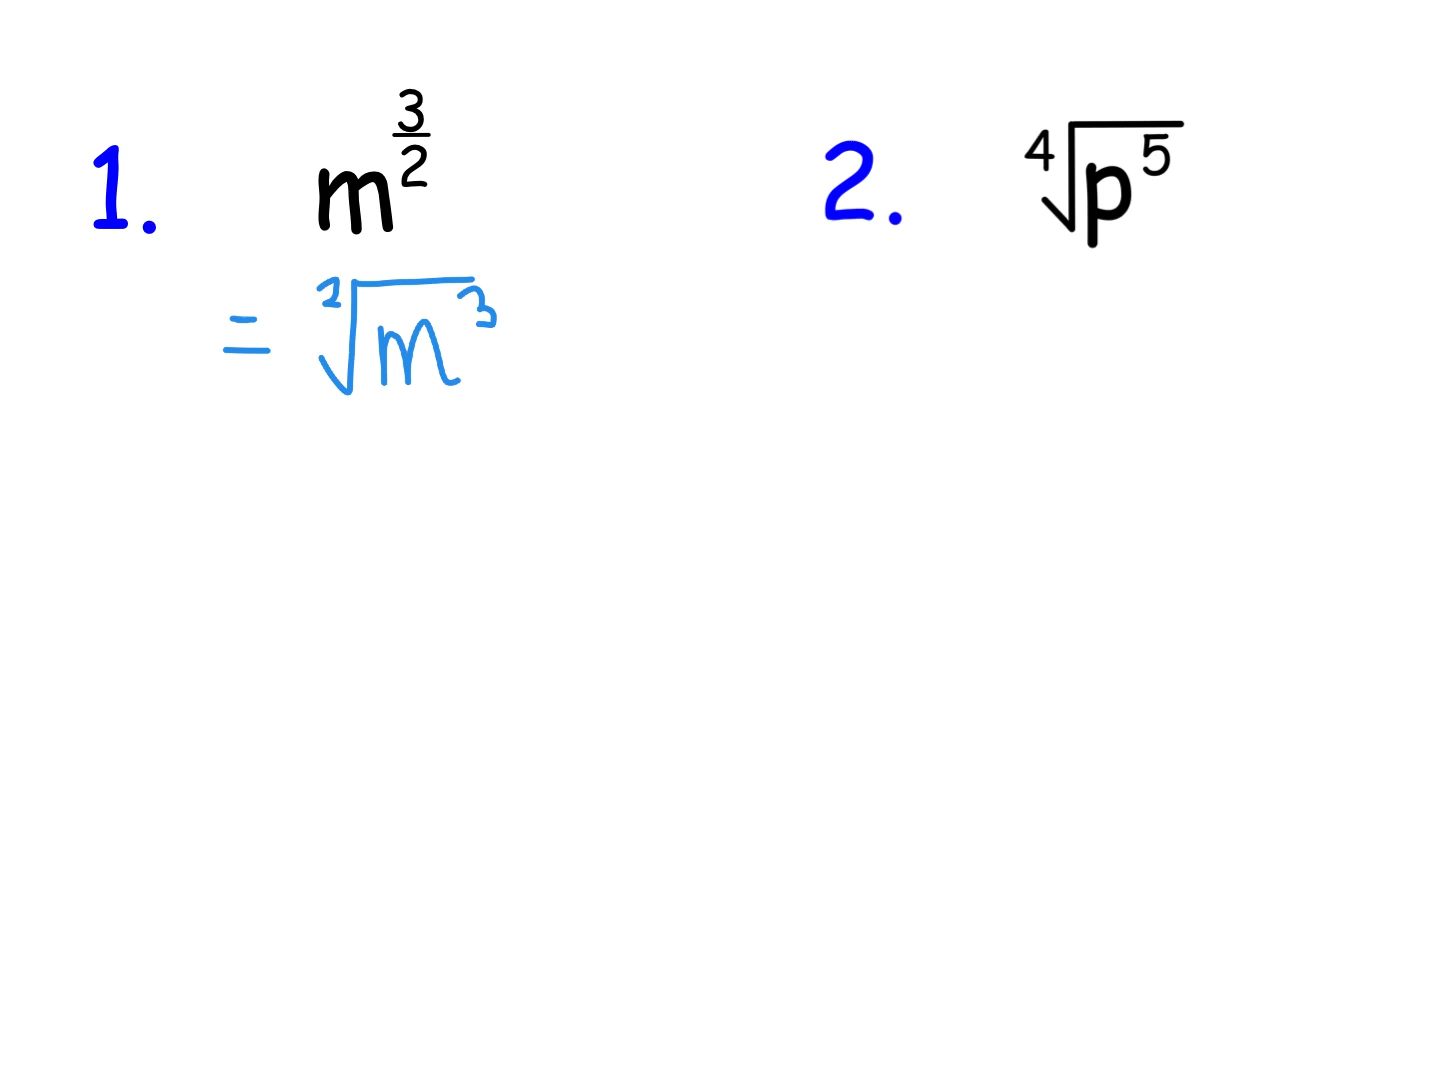 1. m^(3/2)
= ²√m³
2. ⁴√p⁵